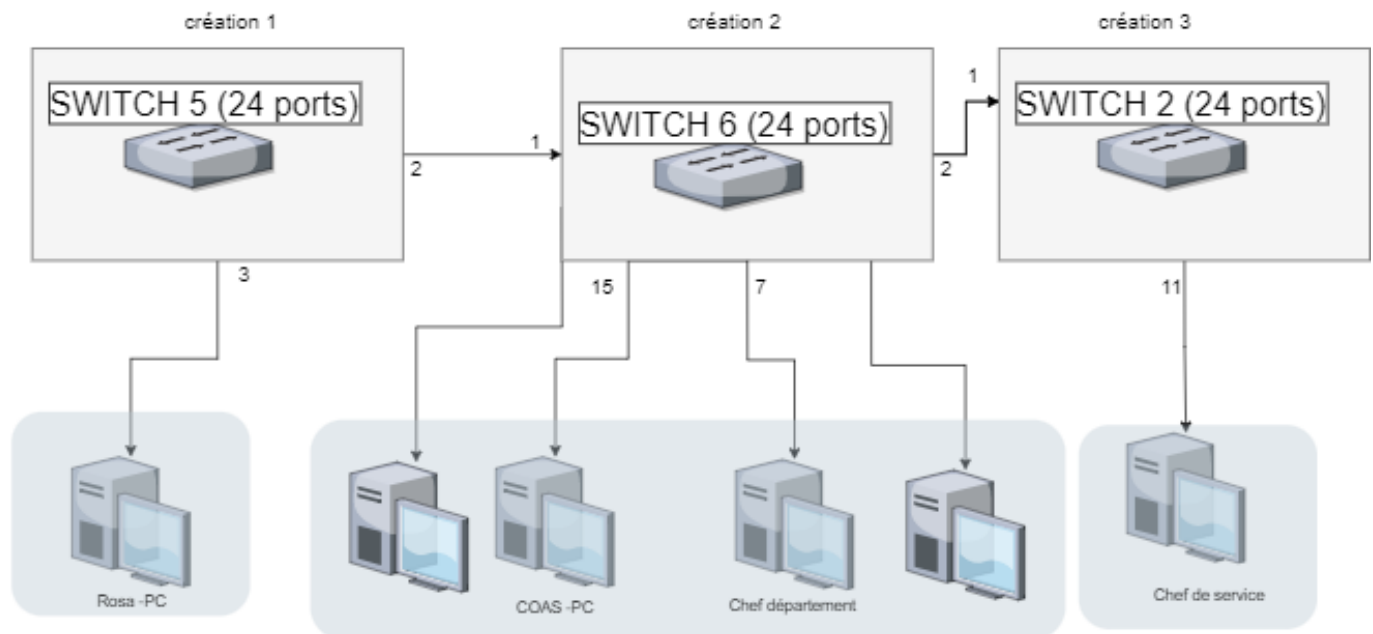 création 1
création 2
création 3
SWITCH 5 (24 ports)
SWITCH 6 (24 ports)
SWITCH 2 (24 ports)
1
1
2
2
3
15
7
11
Rosa -PC
COAS -PC
Chef département
Chef de service